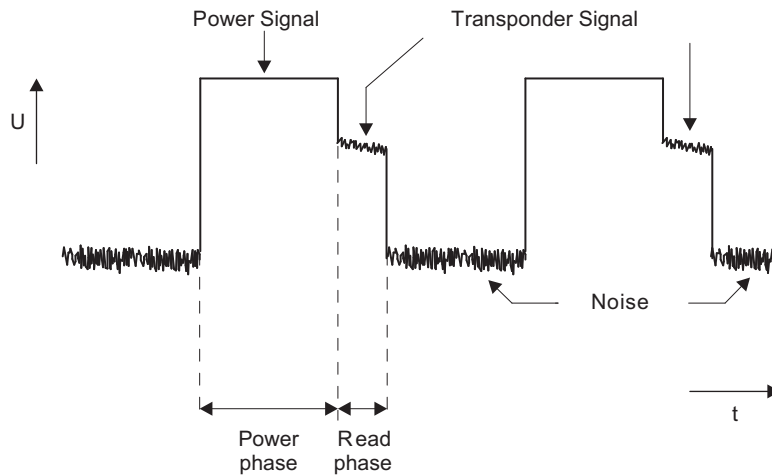 Power Signal
Transponder Signal
U
Noise
t
Power
phase
Read
phase